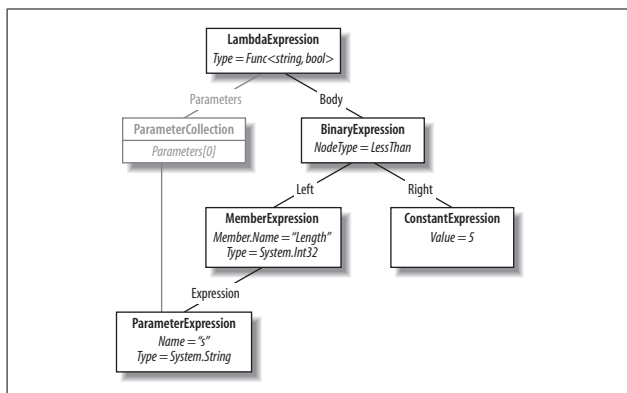 LambdaExpression
Type = Func<string, bool>
Parameters
Body
ParameterCollection
Parameters[0]
BinaryExpression
NodeType = LessThan
Left
Right
MemberExpression
Member.Name = “Length”
Type = System.Int32
ConstantExpression
Value = 5
Expression
ParameterExpression
Name = “s”
Type = System.String